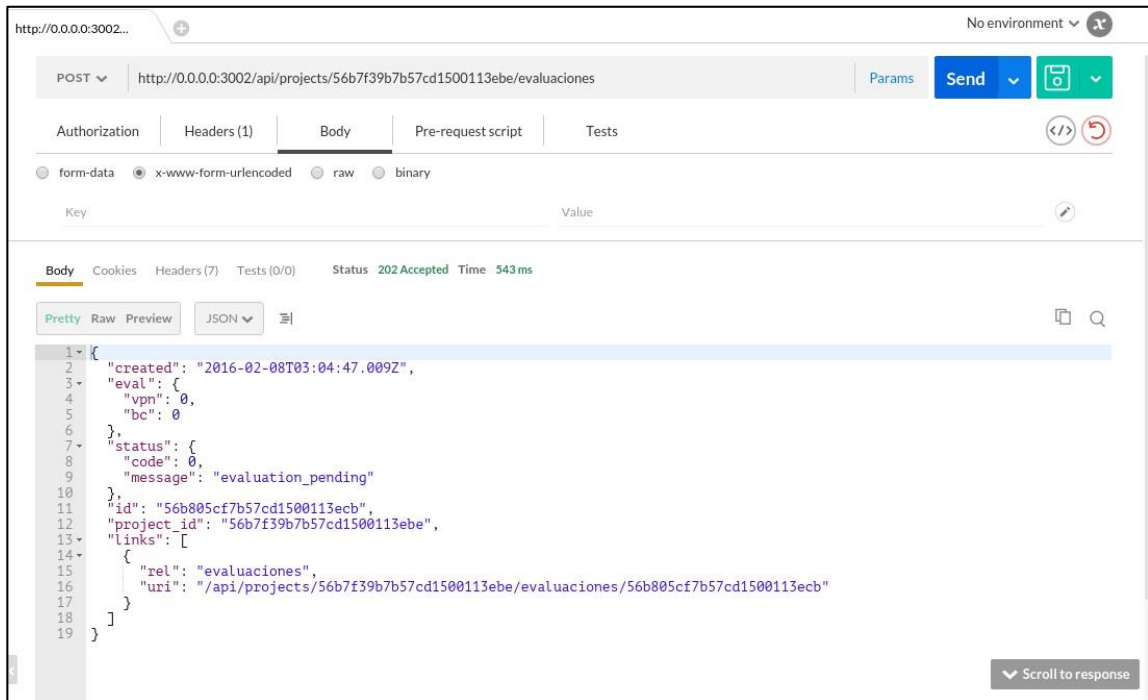 http://0.0.0.0:3002...
No environment
POST http://0.0.0.0:3002/api/projects/56b7f39b7b57cd1500113ebe/evaluaciones Params Send
Authorization Headers (1) Body Pre-request script Tests
form-data x-www-form-urlencoded raw binary
Key Value
Body Cookies Headers (7) Tests (0/0) Status 202 Accepted Time 543 ms
Pretty Raw Preview JSON
1 {
2 "created": "2016-02-08T03:04:47.009Z",
3 "eval": {
4 "vpn": 0,
5 "bc": 0
6 },
7 "status": {
8 "code": 0,
9 "message": "evaluation_pending"
10 },
11 "id": "56b805cf7b57cd1500113ecb",
12 "project_id": "56b7f39b7b57cd1500113ebe",
13 "links": [
14 {
15 "rel": "evaluaciones",
16 "uri": "/api/projects/56b7f39b7b57cd1500113ebe/evaluaciones/56b805cf7b57cd1500113ecb"
17 }
18 ]
19 }
Scroll to response